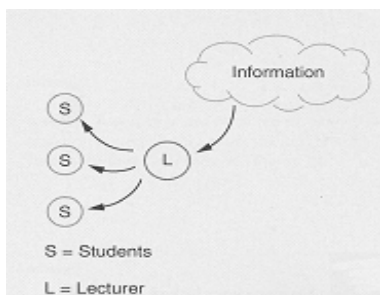 Information
S
S
L
S
S = Students
L = Lecturer